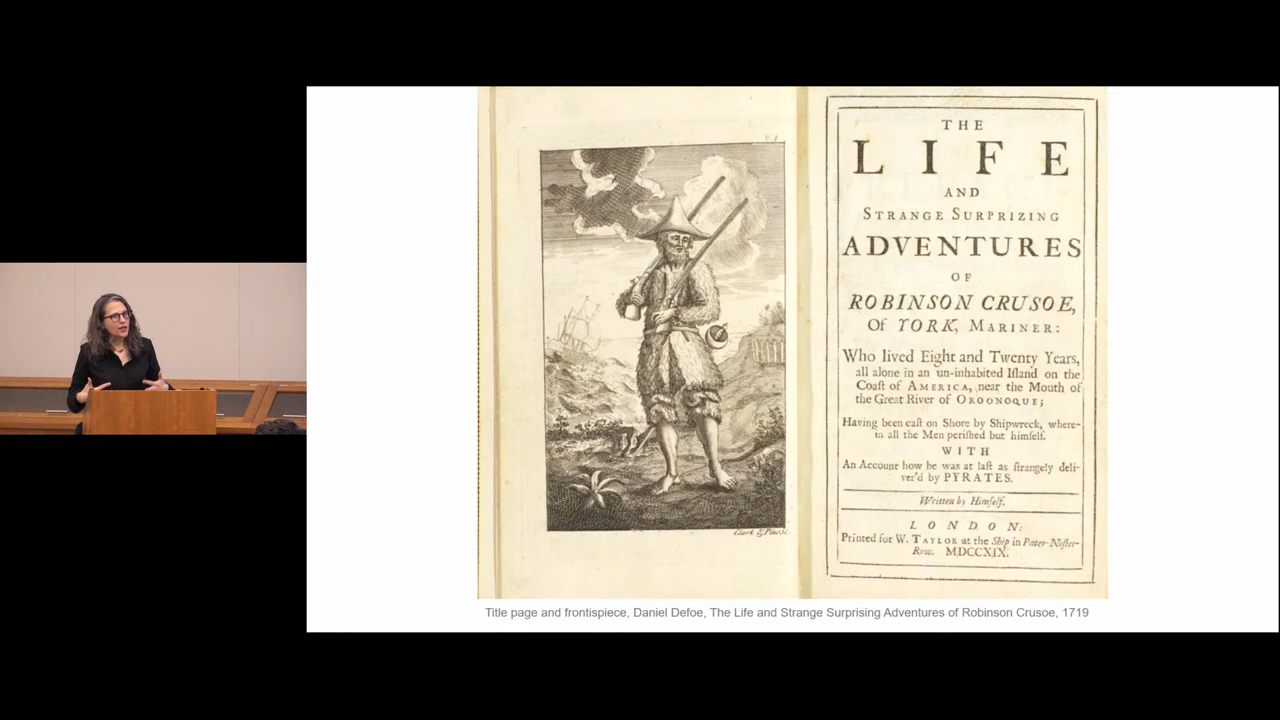 THE
LIFE
AND
STRANGE SURPRIZING
ADVENTURES
OF
ROBINSON CRUSOE,
Of YORK, MARINER:
Who lived Eight and Twenty Years,
all alone in an un-inhabited Iſland on the
Coaſt of AMERICA, near the Mouth of
the Great River of OROONOQUE;
Having been caſt on Shore by Shipwreck, where-
in all the Men periſhed but himſelf.
WITH
An Account how he was at laſt as ſtrangely deli-
ver'd by PYRATES.
Written by Himſelf.
LONDON:
Printed for W. TAYLOR at the Ship in Pater-Noſter-
Row. MDCCXIX.
Title page and frontispiece, Daniel Defoe, The Life and Strange Surprising Adventures of Robinson Crusoe, 1719